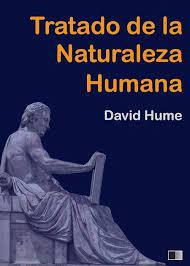 Tratado de la
Naturaleza
Humana
David Hume